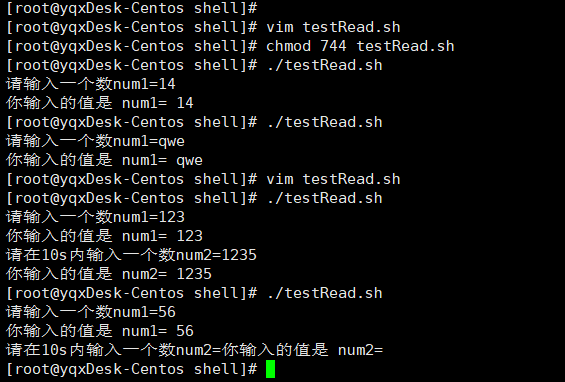 [root@yqxDesk-Centos shell]#
[root@yqxDesk-Centos shell]# vim testRead.sh
[root@yqxDesk-Centos shell]# chmod 744 testRead.sh
[root@yqxDesk-Centos shell]# ./testRead.sh
请输入一个数num1=14
你输入的值是 num1= 14
[root@yqxDesk-Centos shell]# ./testRead.sh
请输入一个数num1=qwe
你输入的值是 num1= qwe
[root@yqxDesk-Centos shell]# vim testRead.sh
[root@yqxDesk-Centos shell]# ./testRead.sh
请输入一个数num1=123
你输入的值是 num1= 123
请在10s内输入一个数num2=1235
你输入的值是 num2= 1235
[root@yqxDesk-Centos shell]# ./testRead.sh
请输入一个数num1=56
你输入的值是 num1= 56
请在10s内输入一个数num2=你输入的值是 num2=
[root@yqxDesk-Centos shell]#